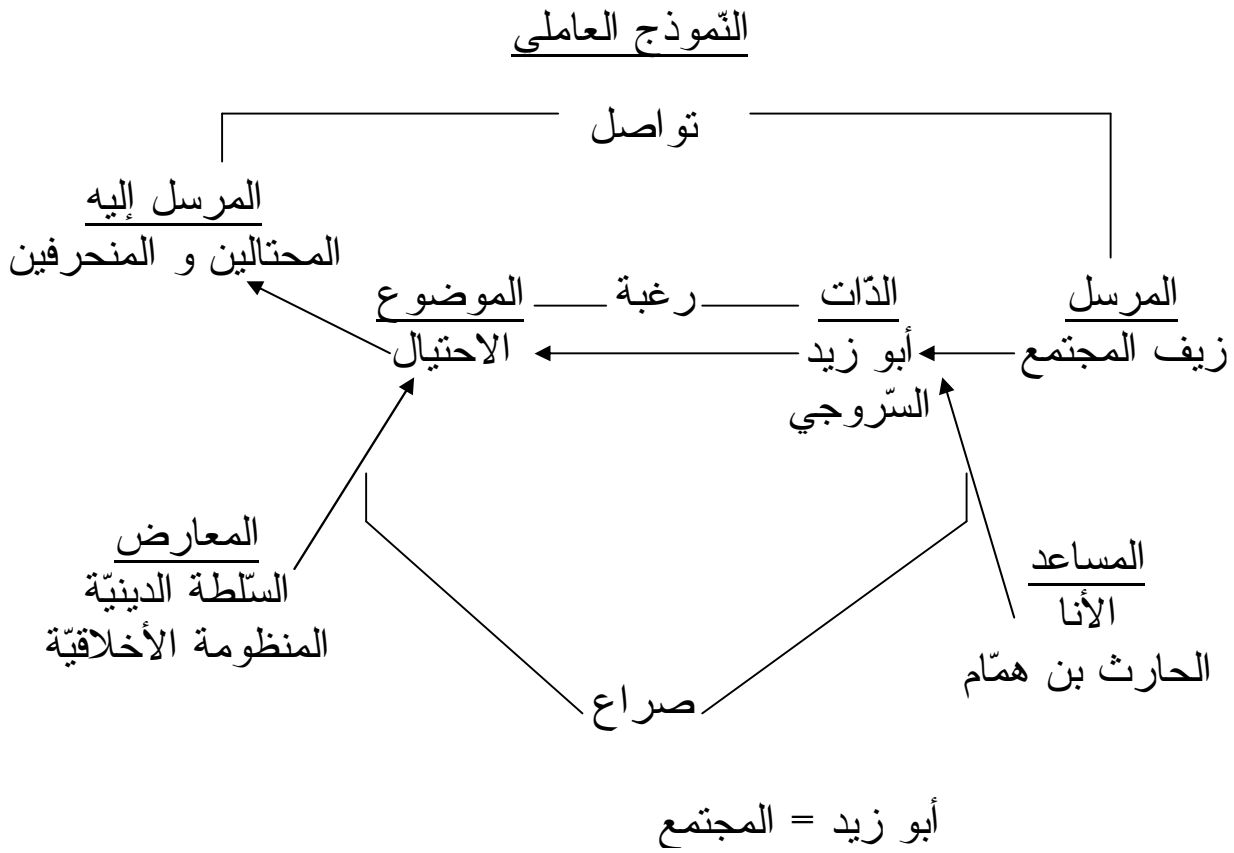 النّموذج العاملي
تواصل
المرسل إليه
المحتالين و المنحرفين
المرسل
زيف المجتمع
الذّات
أبو زيد
السّروجي
رغبة
الموضوع
الاحتيال
المساعد
الأنا
الحارث بن همّام
المعارض
السّلطة الدينيّة
المنظومة الأخلاقيّة
صراع
أبو زيد = المجتمع